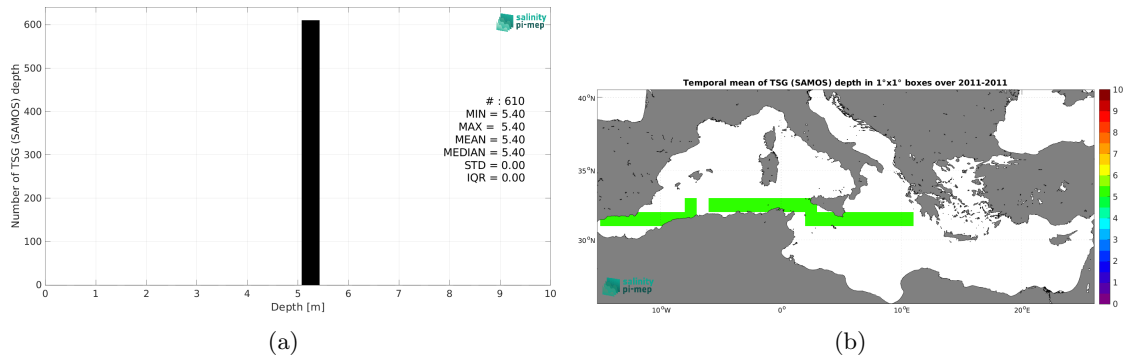 600
500
400
300
200
100
0
Number of TSG (SAMOS) depth
salinity
pi-mep
# : 610
MIN = 5.40
MAX = 5.40
MEAN = 5.40
MEDIAN = 5.40
STD = 0.00
IQR = 0.00
0 1 2 3 4 5 6 7 8 9 10
Depth [m]
(a)
Temporal mean of TSG (SAMOS) depth in 1°x1° boxes over 2011-2011
40°N
35°N
30°N
10°W 0° 10°E 20°E
salinity
pi-mep
10
9
8
7
6
5
4
3
2
1
0
(b)